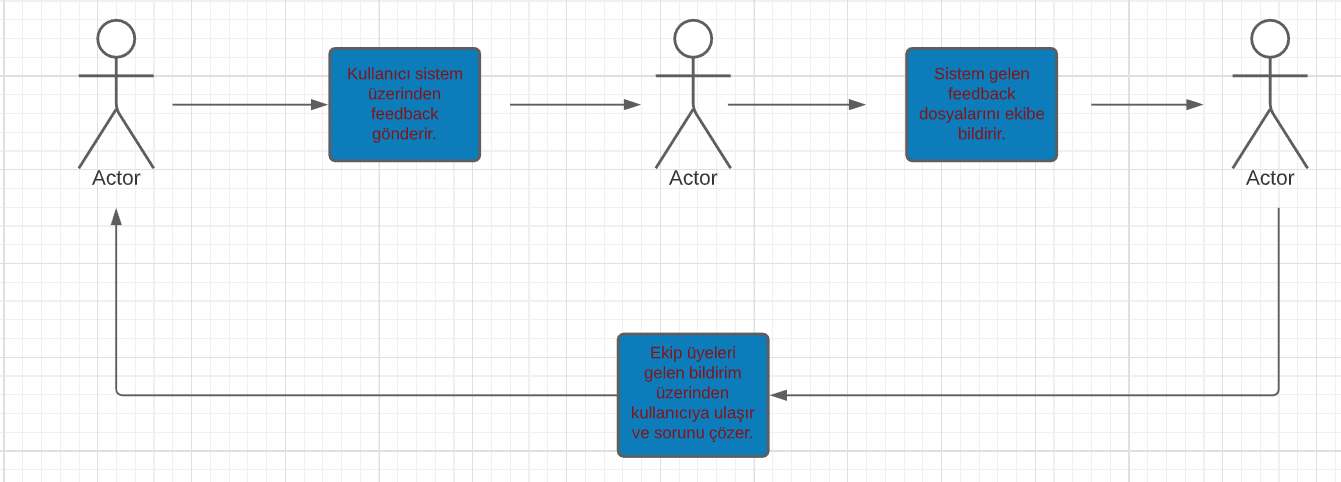 Kullanıcı sistem
üzerinden
feedback
gönderir.
Sistem gelen
feedback
dosyalarını ekibe
bildirir.
Actor
Actor
Actor
Ekip üyeleri
gelen bildirim
üzerinden
kullanıcıya ulaşır
ve sorunu çözer.